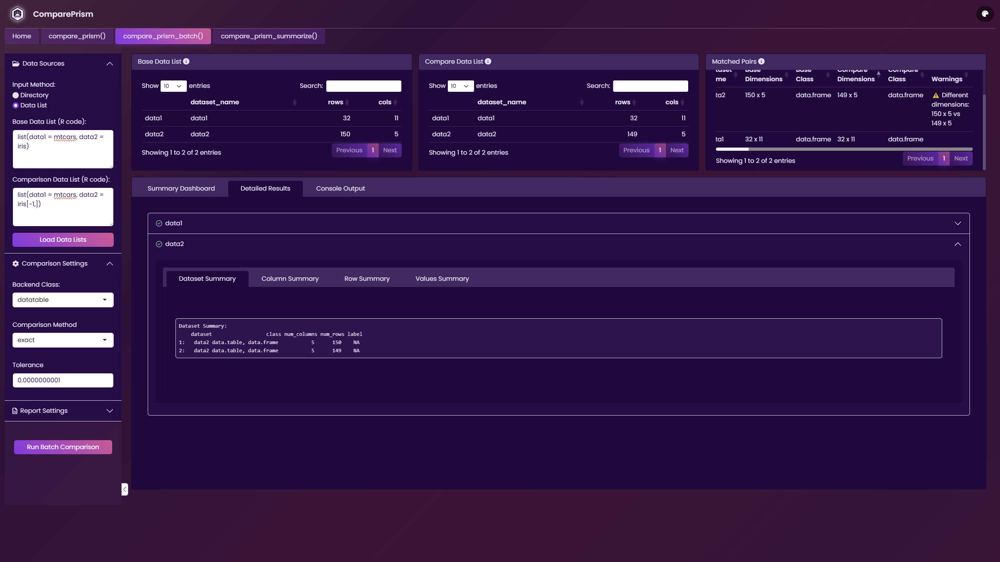 ComparePrism
Home
compare_prism()
compare_prism_batch()
compare_prism_summarize()
Data Sources
Input Method:
Directory
Data List
Base Data List (R code):
list(data1 = mtcars, data2 =
iris)
Comparison Data List (R code):
list(data1 = mtcars, data2 =
iris[-1,])
Load Data Lists
Comparison Settings
Backend Class:
datatable
Comparison Method
exact
Tolerance
0.0000000001
Report Settings
Run Batch Comparison
Base Data List
Show 10 entries
Search:
dataset_name rows cols
data1 data1 32 11
data2 data2 150 5
Showing 1 to 2 of 2 entries
Previous 1 Next
Compare Data List
Show 10 entries
Search:
dataset_name rows cols
data1 data1 32 11
data2 data2 149 5
Showing 1 to 2 of 2 entries
Previous 1 Next
Matched Pairs
taset Base Base Compare Compare
me Dimensions Class Dimensions Class Warnings
ta2 150 x 5 data.frame 149 x 5 data.frame Different
dimensions:
150 x 5 vs
149 x 5
ta1 32 x 11 data.frame 32 x 11 data.frame
Showing 1 to 2 of 2 entries
Previous 1 Next
Summary Dashboard
Detailed Results
Console Output
data1
data2
Dataset Summary
Column Summary
Row Summary
Values Summary
Dataset Summary:
dataset class num_columns num_rows label
1: data2 data.table, data.frame 5 150 NA
2: data2 data.table, data.frame 5 149 NA